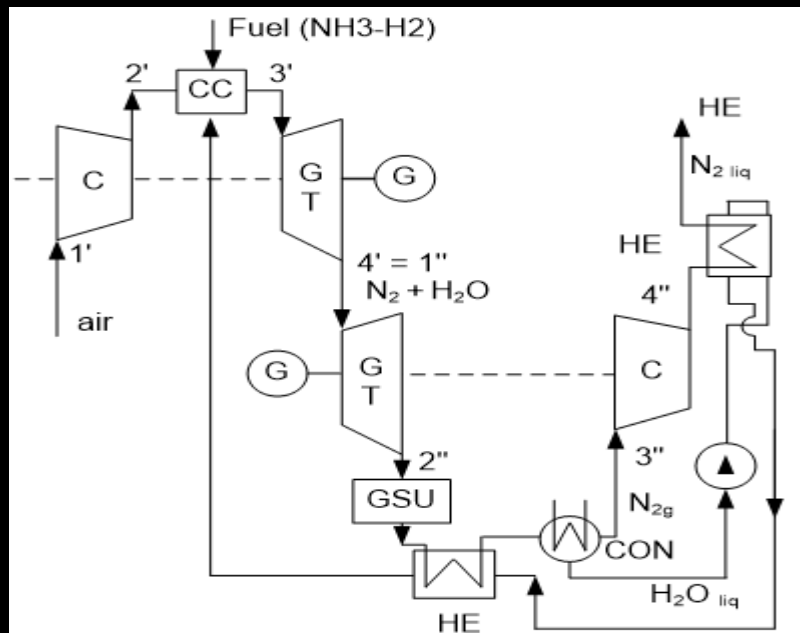 Fuel (NH3-H2)
2'
CC
3'
HE
N2 liq
C
G
T
G
HE
1'
4' = 1"
N2 + H2O
4"
air
G
G
T
C
2"
3"
GSU
N2g
CON
H2O liq
HE